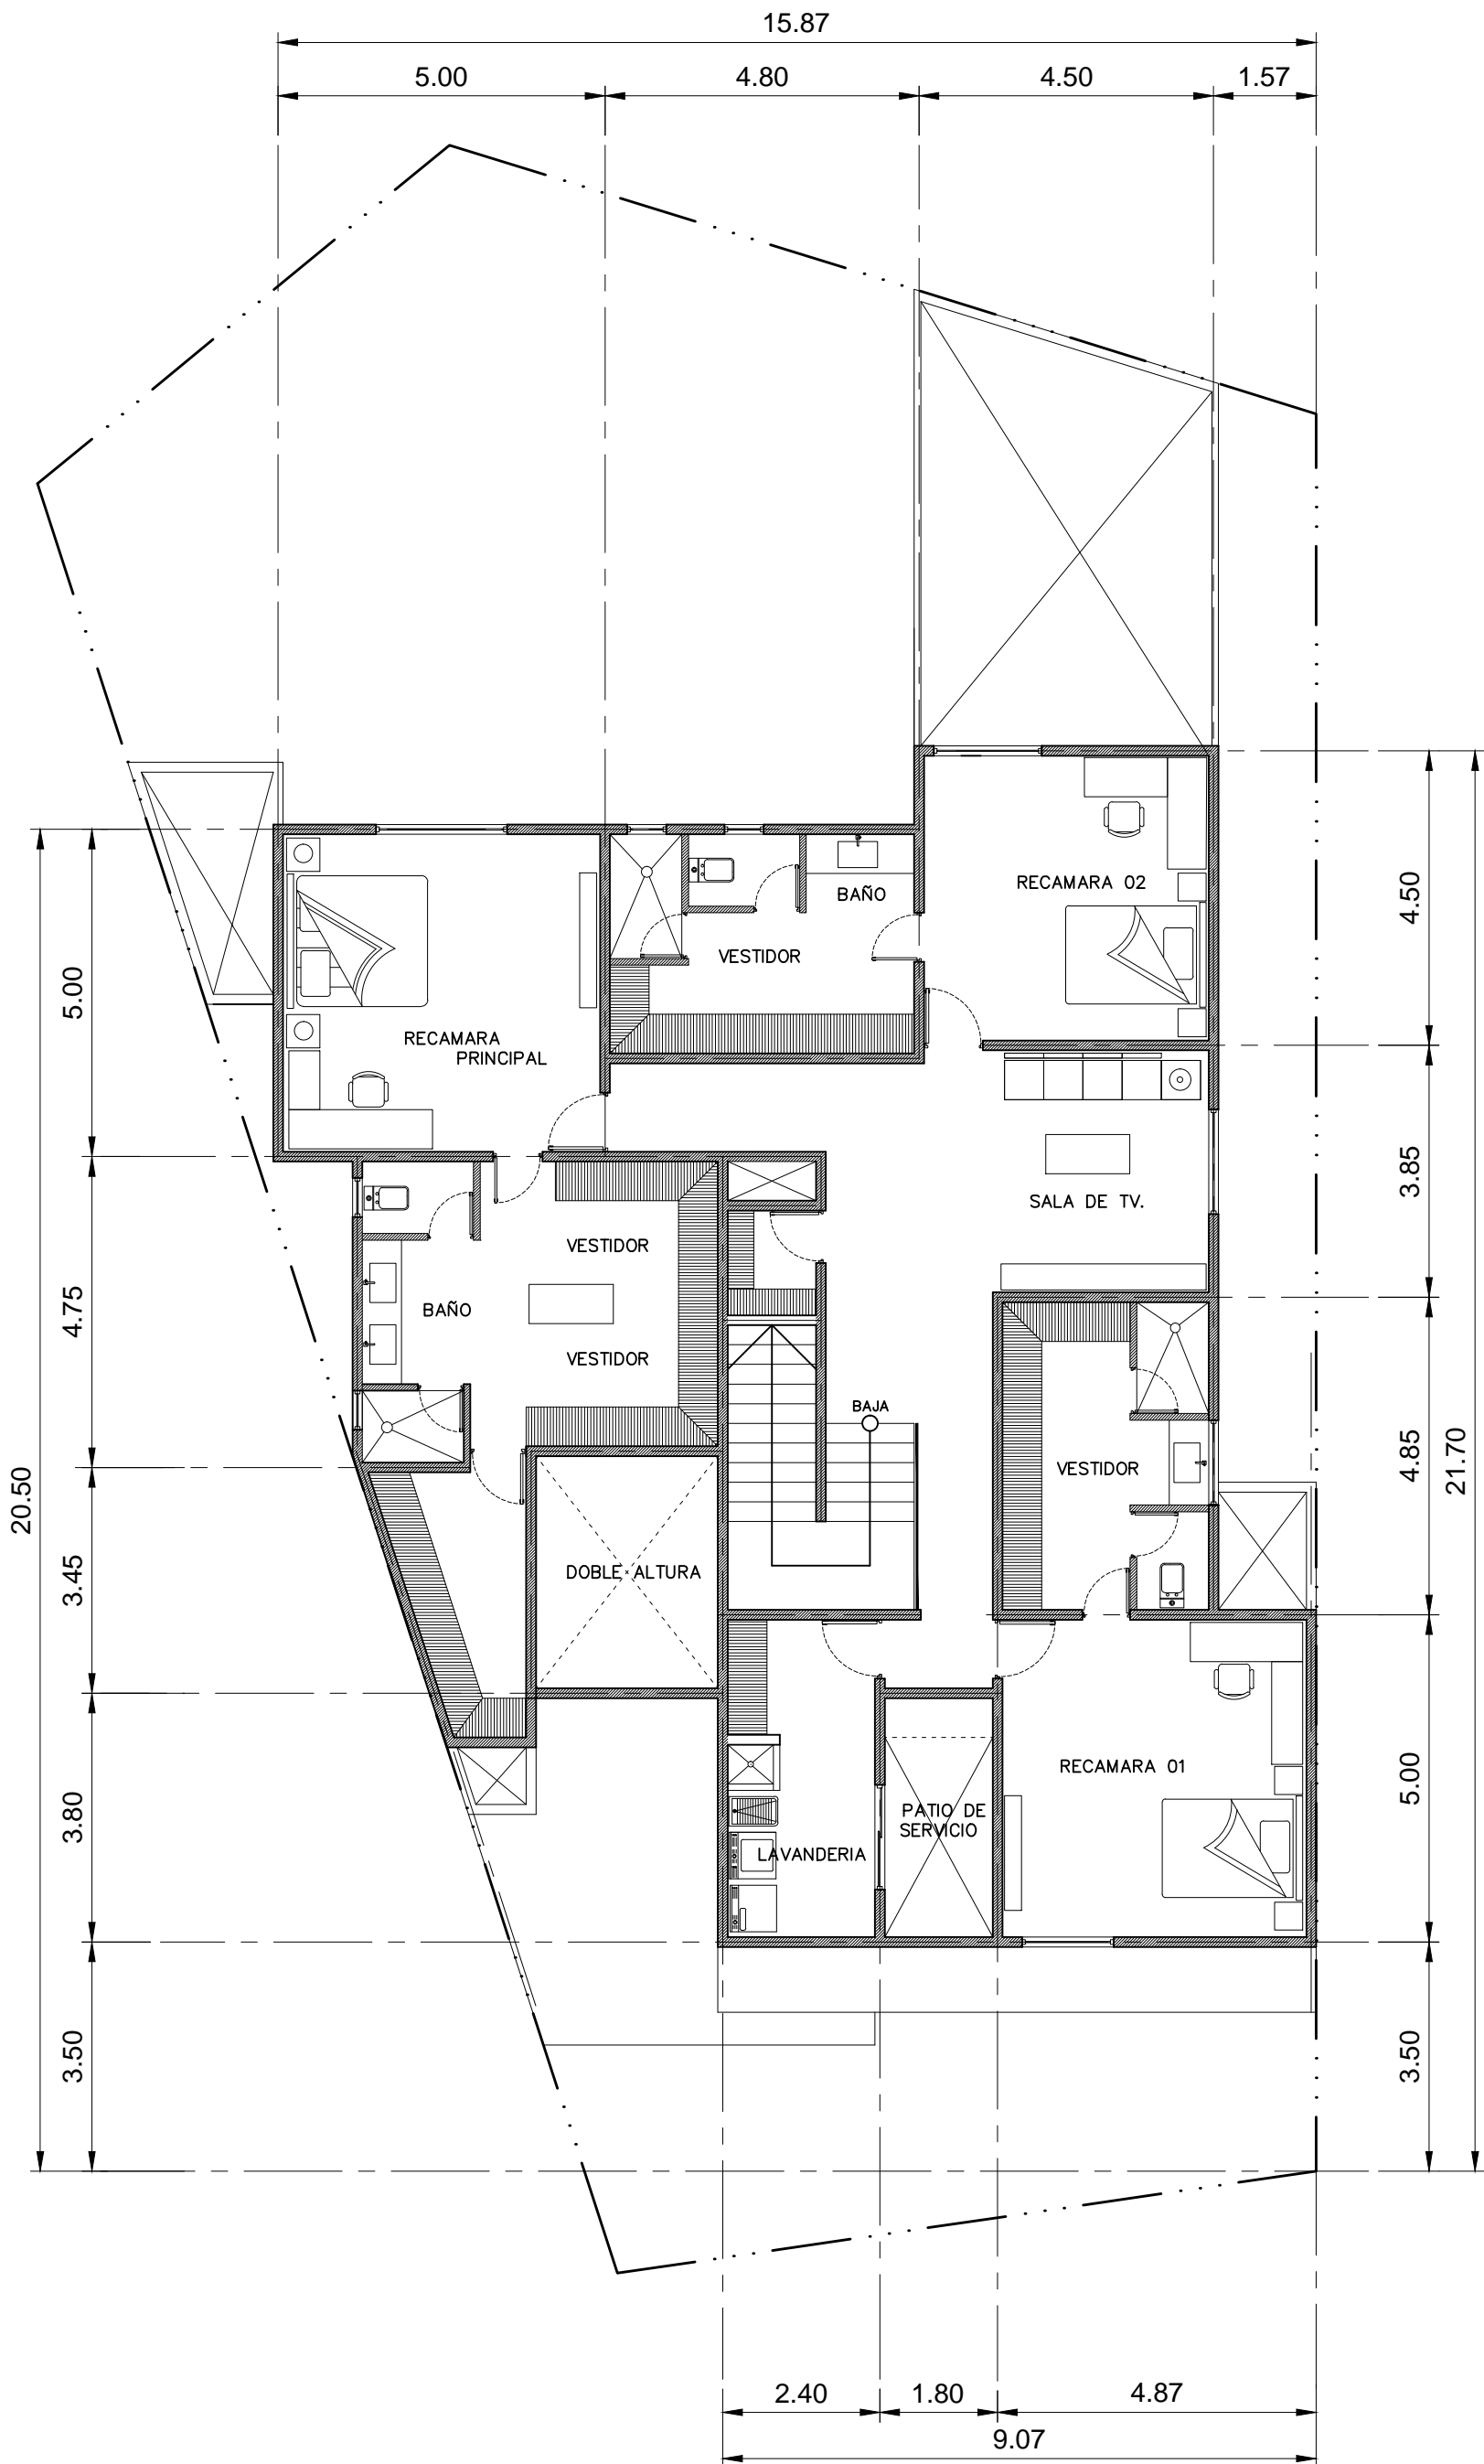 15.87
5.00
4.80
4.50
1.57
BAÑO
RECAMARA 02
4.50
VESTIDOR
5.00
RECAMARA
PRINCIPAL
3.85
SALA DE TV.
VESTIDOR
4.75
BAÑO
VESTIDOR
BAJA
4.85
21.70
VESTIDOR
20.50
3.45
DOBLE ALTURA
RECAMARA 01
5.00
3.80
PATIO DE
SERVICIO
LAVANDERIA
3.50
3.50
2.40
1.80
4.87
9.07